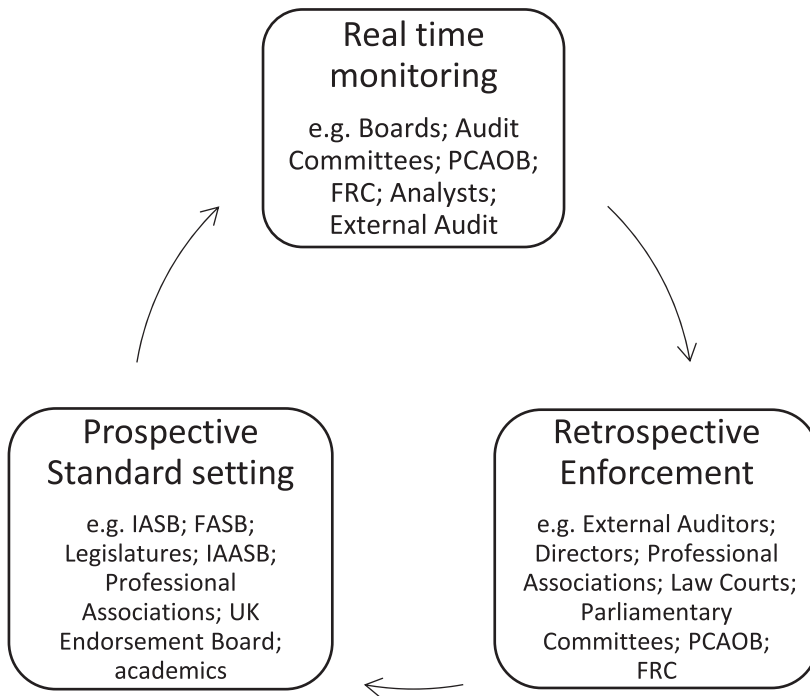 Real time
monitoring
e.g. Boards; Audit
Committees; PCAOB;
FRC; Analysts;
External Audit
Prospective
Standard setting
e.g. IASB; FASB;
Legislatures; IAASB;
Professional
Associations; UK
Endorsement Board;
academics
Retrospective
Enforcement
e.g. External Auditors;
Directors; Professional
Associations; Law Courts;
Parliamentary
Committees; PCAOB;
FRC